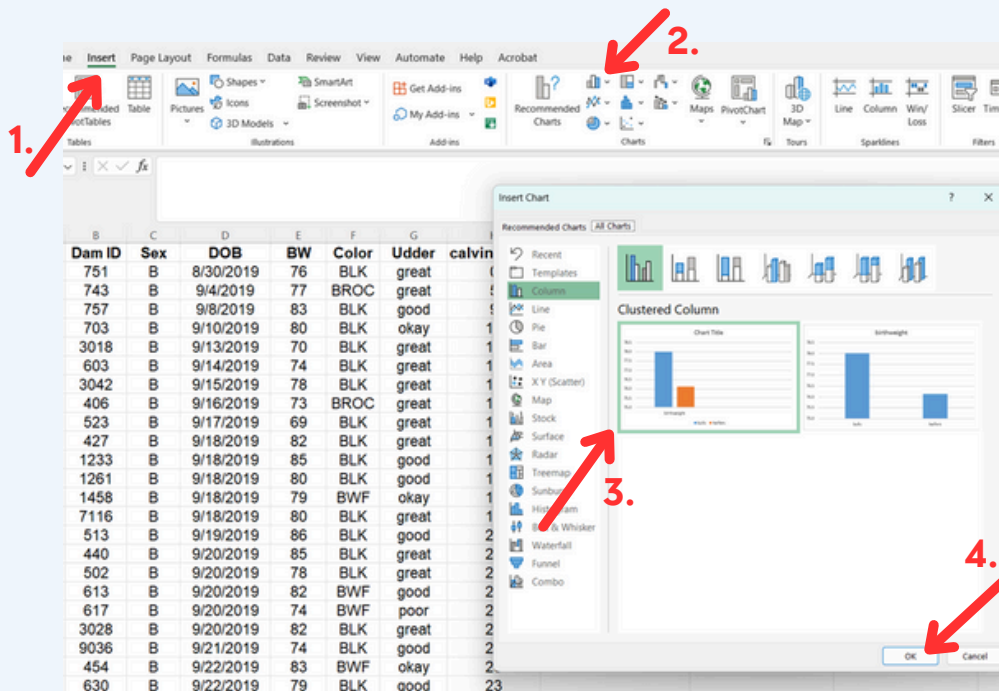 Insert Page Layout Formulas Data Review View Automate Help Acrobat
2.
1.
Table
Pictures
Shapes
Icons
3D Models
SmartArt
Screenshot
Get Add-ins
My Add-ins
Recommended
Charts
Maps
PivotChart
3D
Map
Line
Column
Win/
Loss
Slicer
Tables
Illustrations
Add-ins
Charts
Tours
Sparklines
Filters
fx
Insert Chart ?
Recommended Charts All Charts
Recent
Templates
Column
Line
Pie
Bar
Area
X Y (Scatter)
Map
Stock
Surface
Radar
Treemap
Waterfall
Funnel
Combo
Clustered Column
Chart Title
birthweight
3.
4.
OK Cancel
B C D E F G
Dam ID Sex DOB BW Color Udder
751 B 8/30/2019 76 BLK great
743 B 9/4/2019 77 BROC great
757 B 9/8/2019 83 BLK good
703 B 9/10/2019 80 BLK okay
3018 B 9/13/2019 70 BLK great
603 B 9/14/2019 74 BLK great
3042 B 9/15/2019 78 BLK great
406 B 9/16/2019 73 BROC great
523 B 9/17/2019 69 BLK great
427 B 9/18/2019 82 BLK great
1233 B 9/18/2019 85 BLK good
1261 B 9/18/2019 80 BLK good
1458 B 9/18/2019 79 BWF okay
7116 B 9/18/2019 80 BLK great
513 B 9/19/2019 86 BLK good
440 B 9/20/2019 85 BLK great
502 B 9/20/2019 78 BLK great
613 B 9/20/2019 82 BWF good
617 B 9/20/2019 74 BWF poor
3028 B 9/20/2019 82 BLK great
9036 B 9/21/2019 74 BLK good
454 B 9/22/2019 83 BWF okay
630 B 9/22/2019 79 BLK good 23